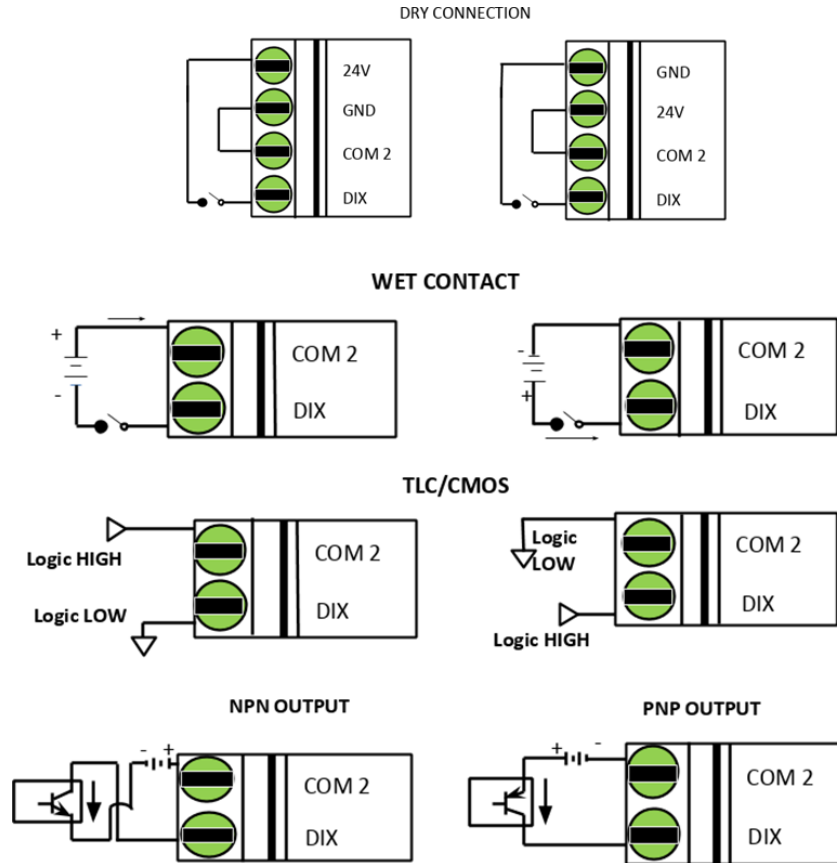 DRY CONNECTION
24V
GND
COM 2
DIX
GND
24V
COM 2
DIX
WET CONTACT
+
-
COM 2
DIX
-
+
COM 2
DIX
TLC/CMOS
Logic HIGH
Logic LOW
COM 2
DIX
Logic
LOW
Logic HIGH
COM 2
DIX
NPN OUTPUT
- +
COM 2
DIX
PNP OUTPUT
+ -
COM 2
DIX